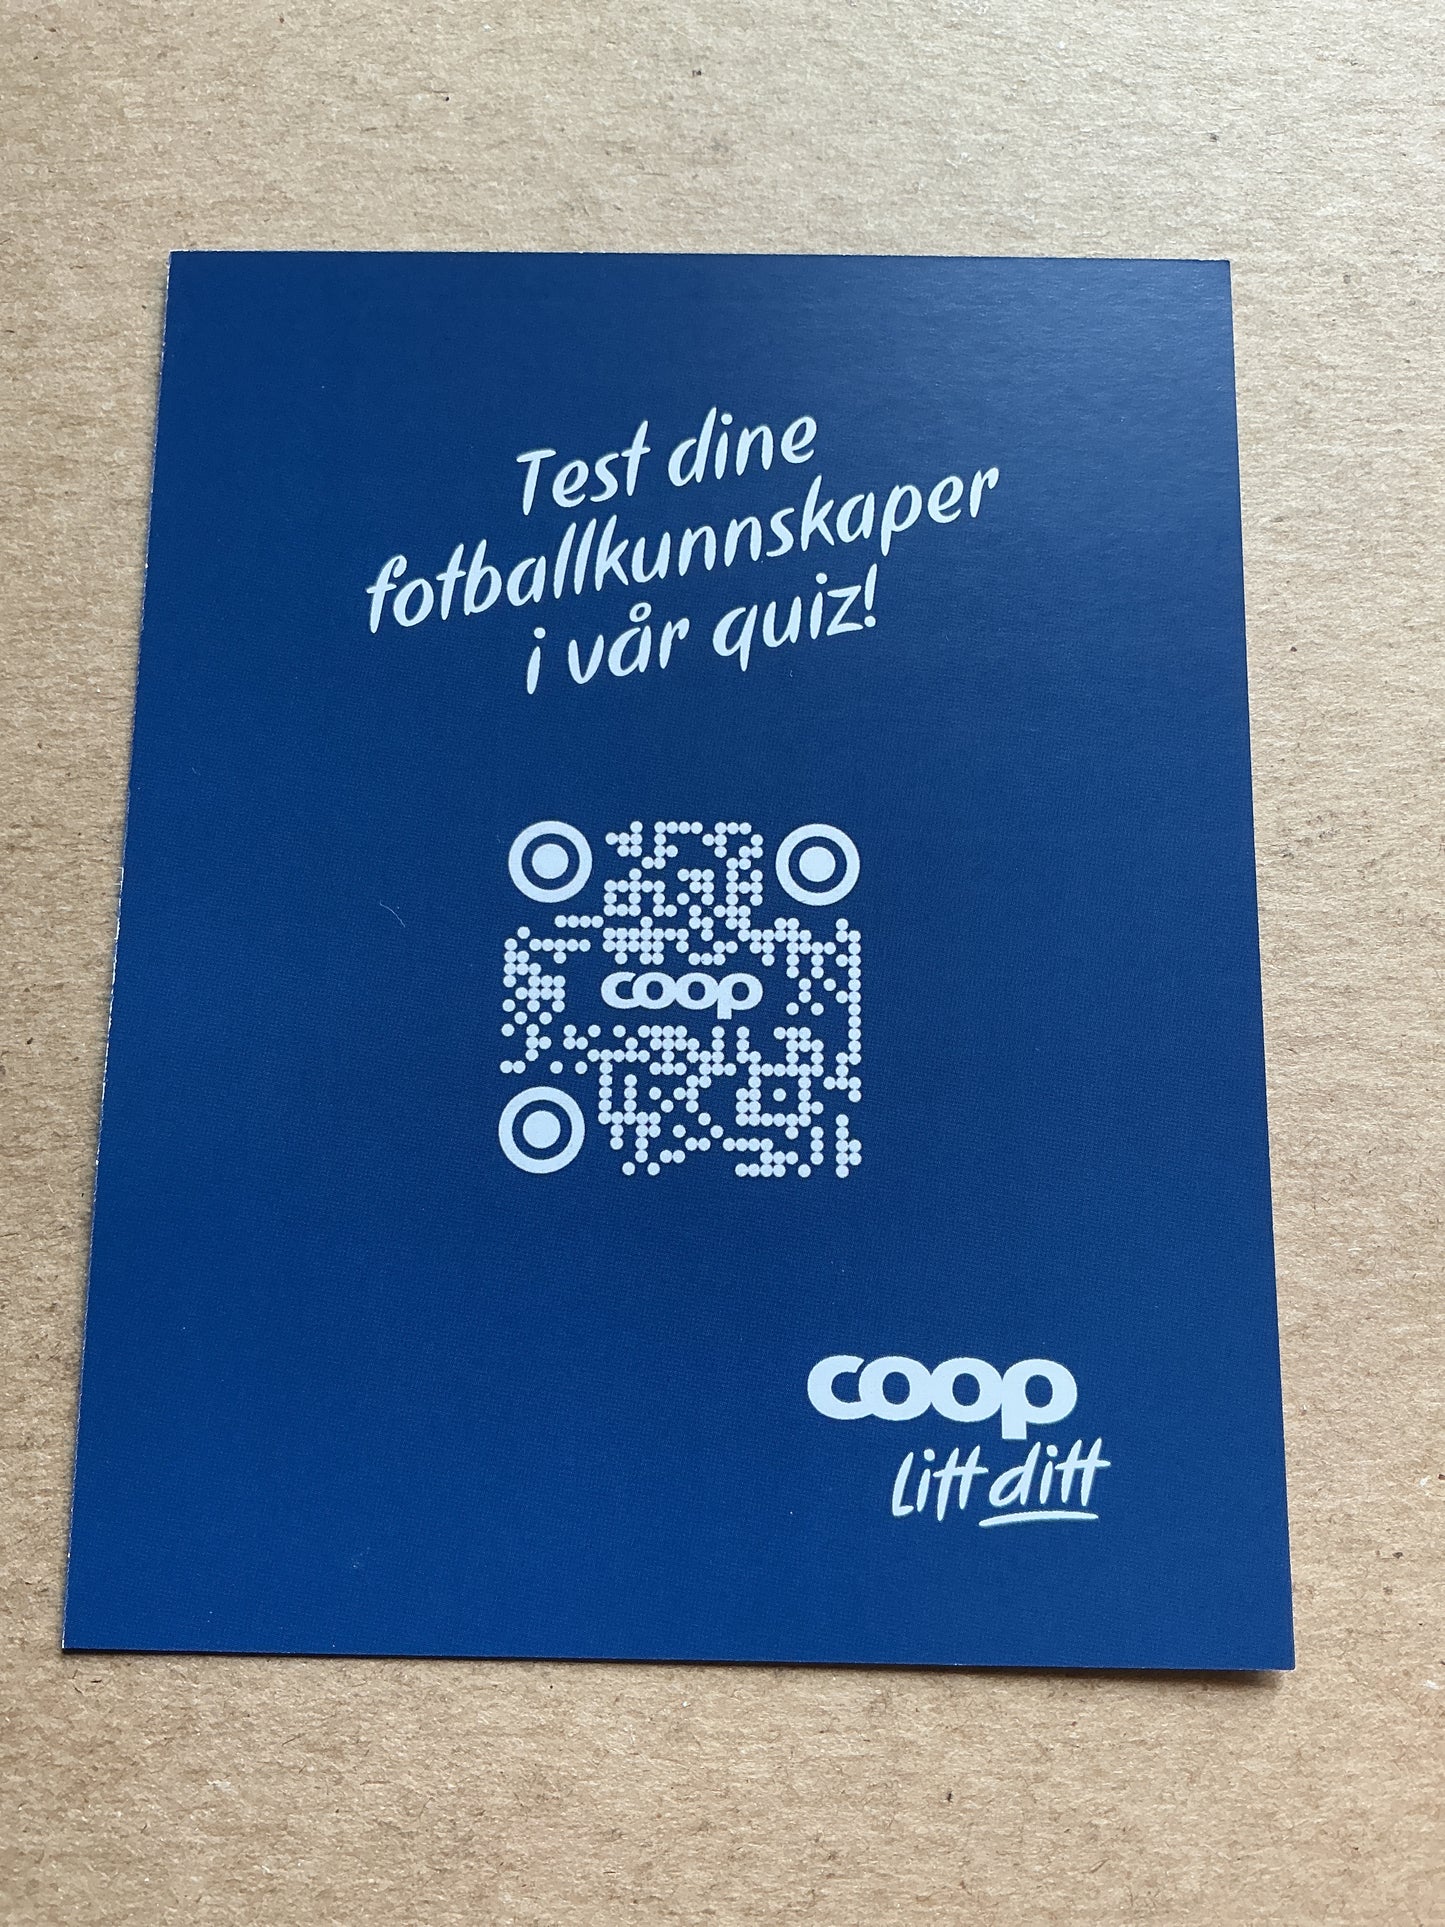 Test dine
fotballkunnskaper
i vår quiz!
coop
coop
litt ditt